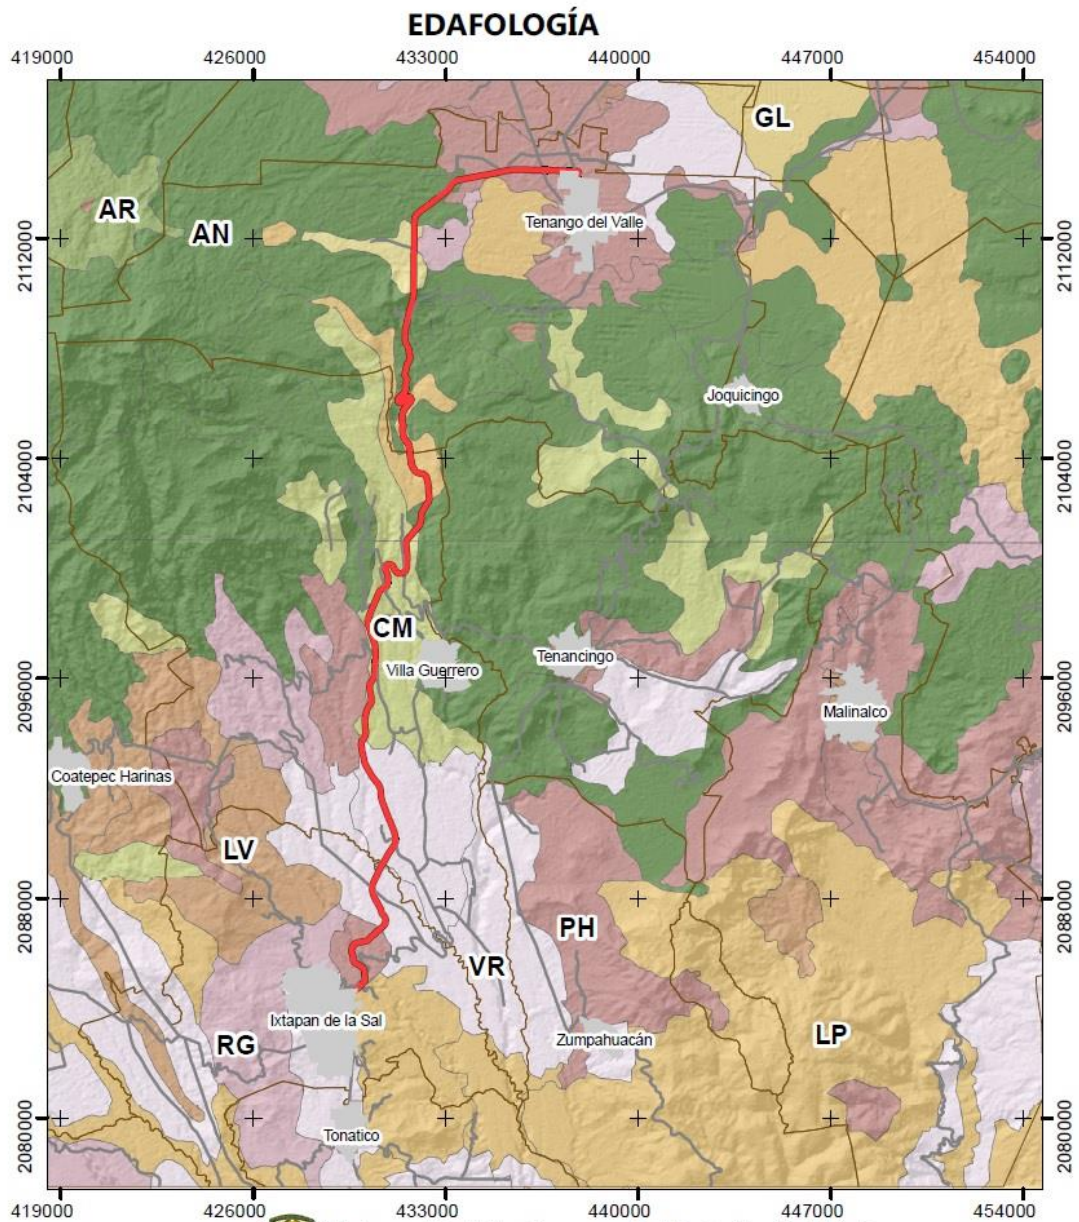 EDAFOLOGÍA
419000 426000 433000 440000 447000 454000
GL
AR
AN
Tenango del Valle
2112000 2112000
Joquicingo
2104000 2104000
CM
Villa Guerrero
Tenancingo
2096000 2096000
Malinalco
Coatepec Harinas
LV
2088000 2088000
PH
VR
Ixtapan de la Sal
Zumpahuacán
LP
RG
2080000 2080000
Tonatico
419000 426000 433000 440000 447000 454000